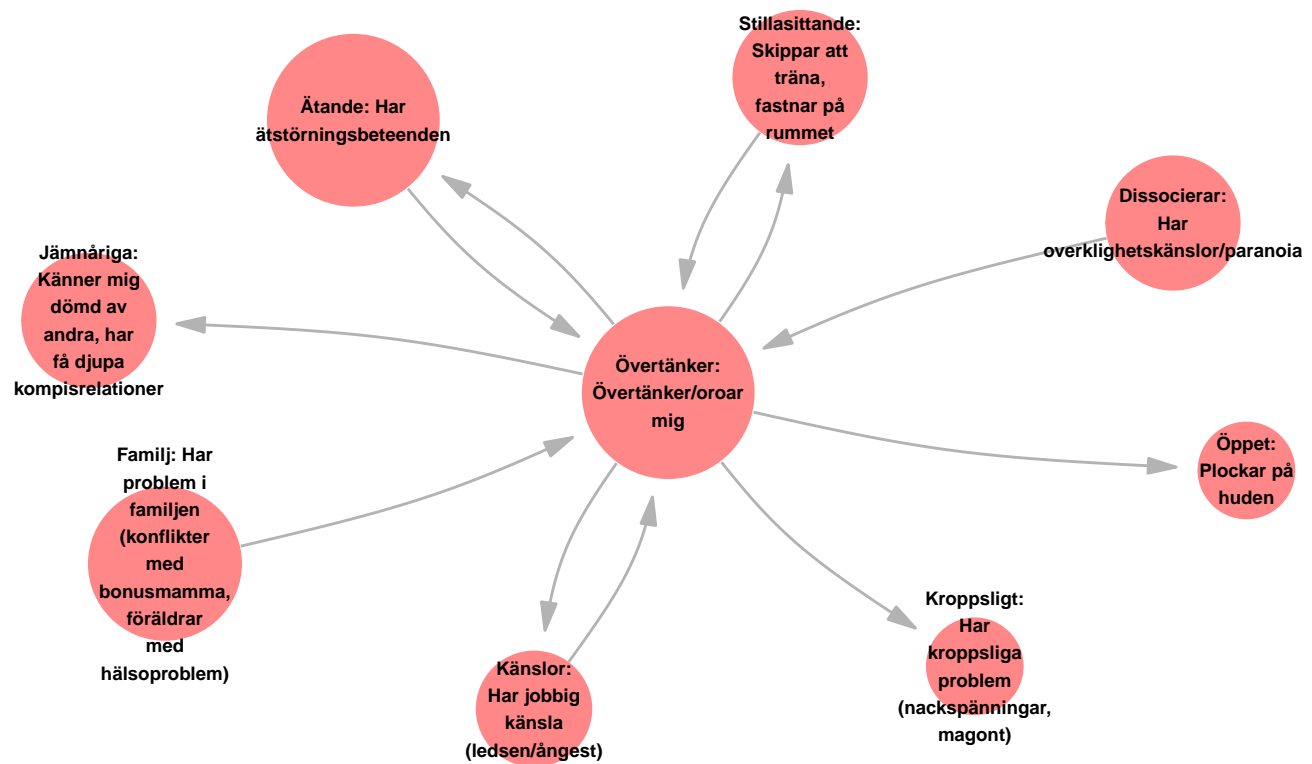 Stillasittande:
Skippar att
träna,
fastnar på
rummet
Ätande: Har
ätstörningsbeteenden
Dissocierar:
Har
overklighetskänslor/paranoia
Jämnåriga:
Känner mig
dömd av
andra, har
få djupa
kompisrelationer
Övertänker:
Övertänker/oroar
mig
Familj: Har
problem i
familjen
(konflikter
med
bonusmamma,
föräldrar
med
hälsoproblem)
Öppet:
Plockar på
huden
Kroppsligt:
Har
kroppsliga
problem
(nackspänningar,
magont)
Känslor:
Har jobbig
känsla
(ledsen/ångest)